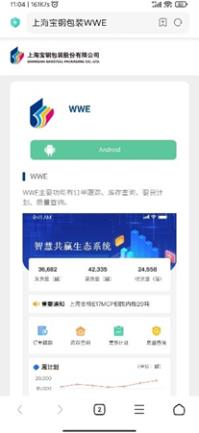 11:04 | 161K/s
上海宝钢包装WWE
上海宝钢包装股份有限公司
SHANGHAI BAOSTEEL PACKAGING CO., LTD.
WWE
Android
WWE
WWE主要功能有订单跟踪、库存查询、要货计划、质量查询。
智慧共赢生态系统
36,682
42,335
24,558
重要通知
订单跟踪
库存查询
要货计划
质量查询
周计划
25,000
20,000
2